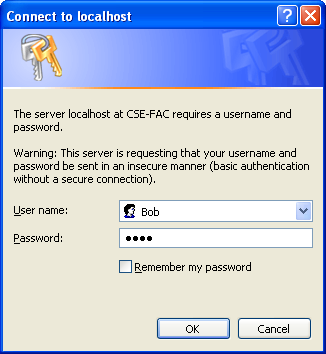 Connect to localhost
The server localhost at CSE-FAC requires a username and
password.
Warning: This server is requesting that your username and
password be sent in an insecure manner (basic authentication
without a secure connection).
User name:
Bob
Password:
••••
Remember my password
OK
Cancel